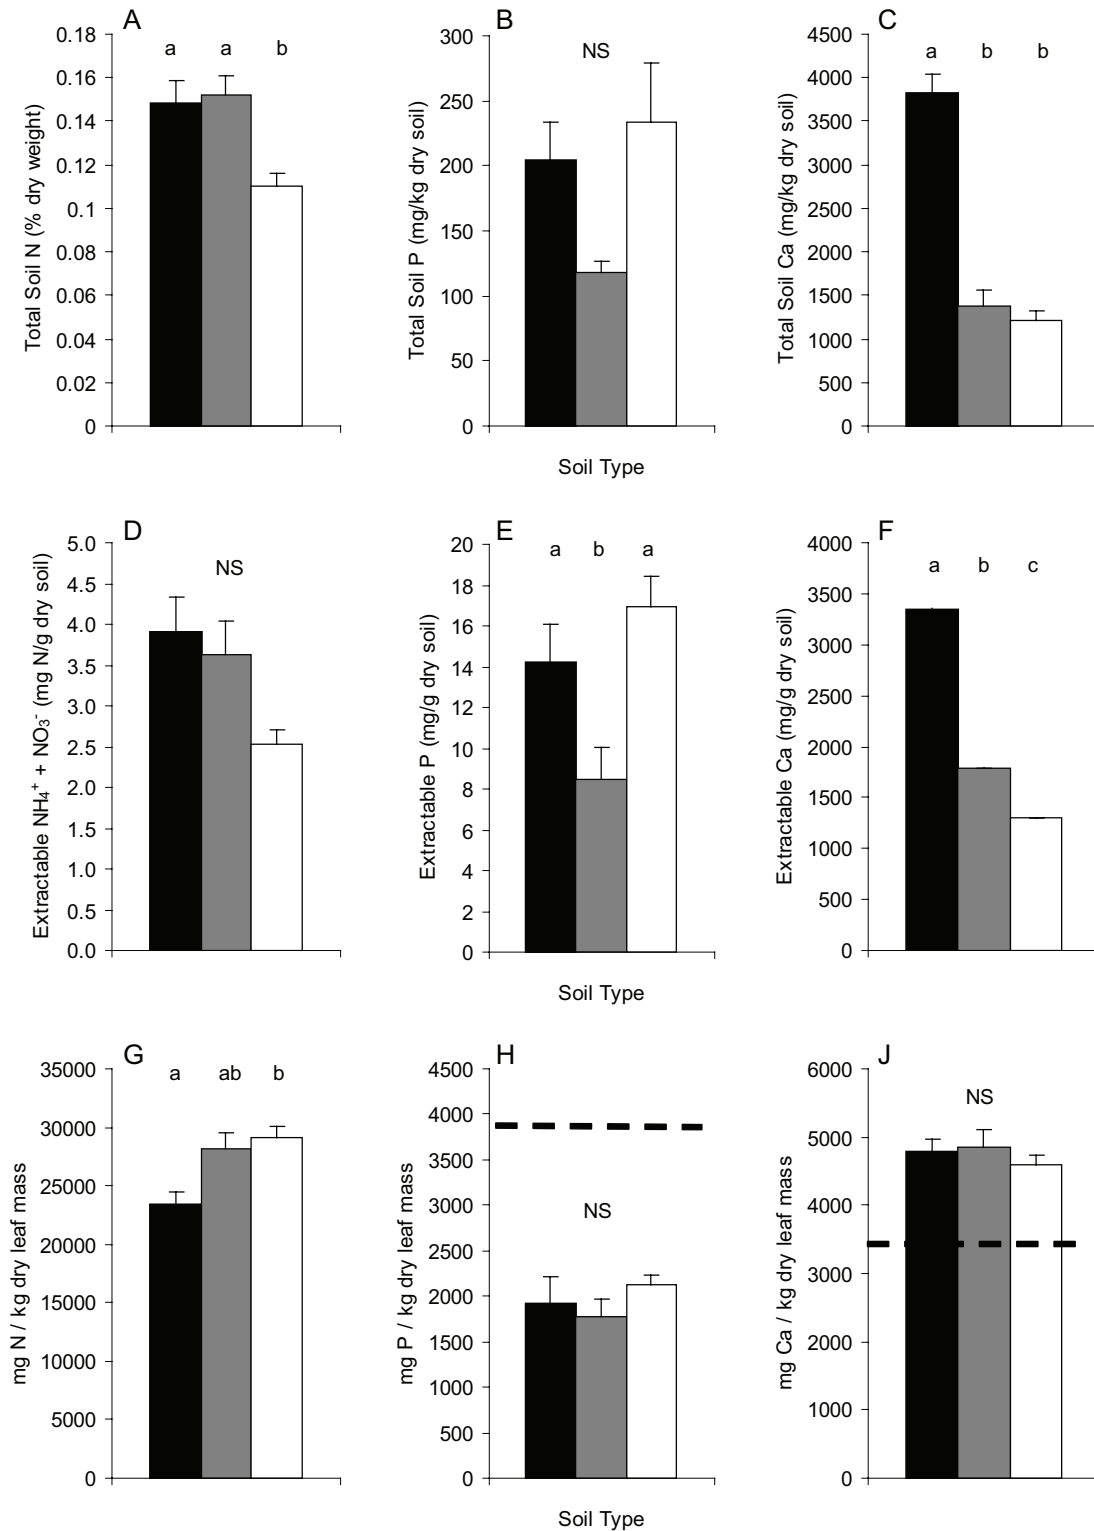 A
Total Soil N (% dry weight)
0.18
0.16
0.14
0.12
0.1
0.08
0.06
0.04
0.02
0
a a b
B
Total Soil P (mg/kg dry soil)
300
250
200
150
100
50
0
NS
Soil Type
C
Total Soil Ca (mg/kg dry soil)
4500
4000
3500
3000
2500
2000
1500
1000
500
0
a b b
D
Extractable NH₄⁺ + NO₃⁻ (mg N/g dry soil)
5.0
4.5
4.0
3.5
3.0
2.5
2.0
1.5
1.0
0.5
0.0
NS
E
Extractable P (mg/g dry soil)
20
18
16
14
12
10
8
6
4
2
0
a b a
Soil Type
F
Extractable Ca (mg/g dry soil)
4000
3500
3000
2500
2000
1500
1000
500
0
a b c
G
mg N / kg dry leaf mass
35000
30000
25000
20000
15000
10000
5000
0
a ab b
H
mg P / kg dry leaf mass
4500
4000
3500
3000
2500
2000
1500
1000
500
0
NS
Soil Type
J
mg Ca / kg dry leaf mass
6000
5000
4000
3000
2000
1000
0
NS